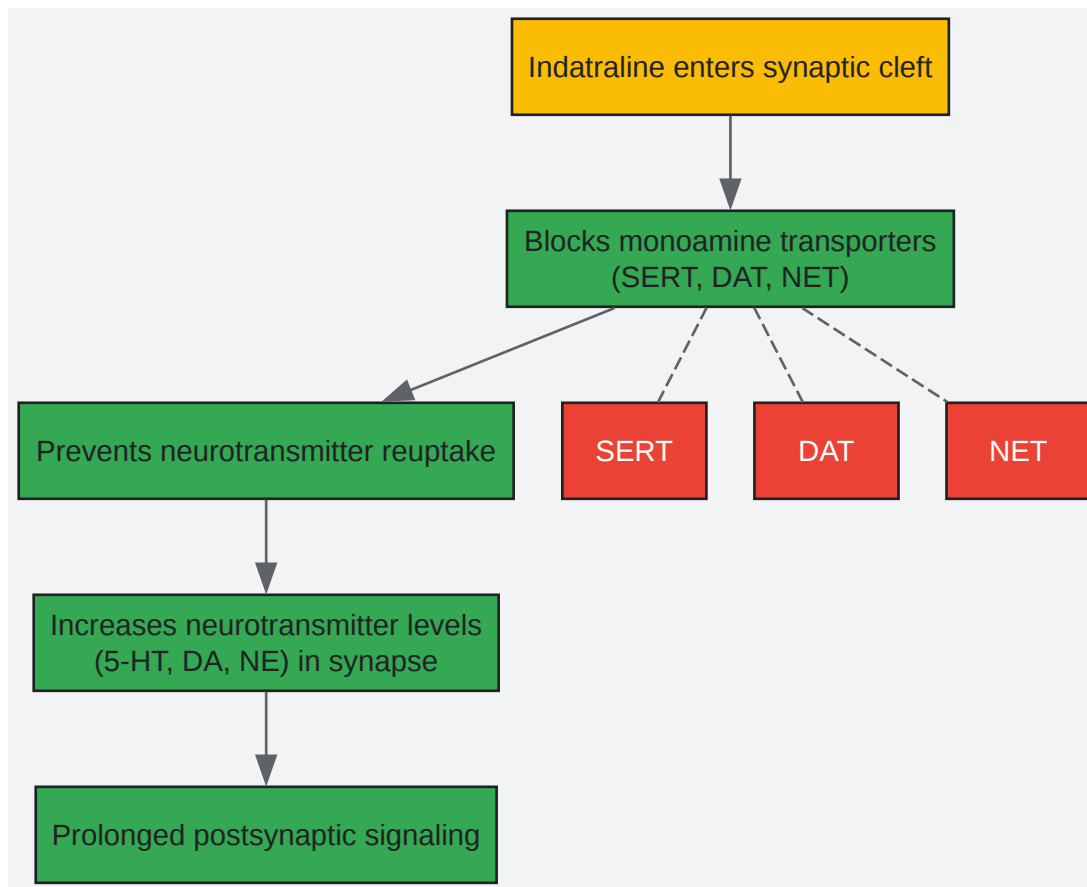 Indatraline enters synaptic cleft
Blocks monoamine transporters
(SERT, DAT, NET)
Prevents neurotransmitter reuptake
SERT
DAT
NET
Increases neurotransmitter levels
(5-HT, DA, NE) in synapse
Prolonged postsynaptic signaling